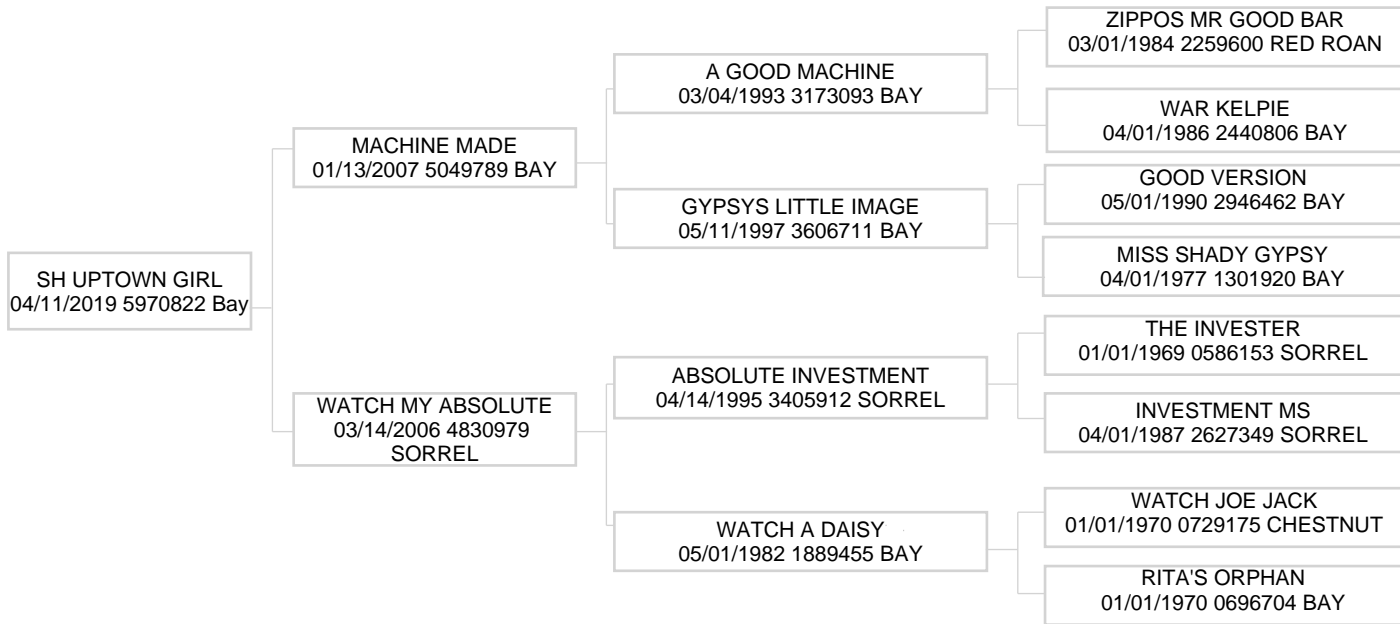 ZIPPOS MR GOOD BAR
03/01/1984 2259600 RED ROAN
A GOOD MACHINE
03/04/1993 3173093 BAY
WAR KELPIE
04/01/1986 2440806 BAY
MACHINE MADE
01/13/2007 5049789 BAY
GOOD VERSION
05/01/1990 2946462 BAY
GYPSYS LITTLE IMAGE
05/11/1997 3606711 BAY
MISS SHADY GYPSY
04/01/1977 1301920 BAY
SH UPTOWN GIRL
04/11/2019 5970822 Bay
THE INVESTER
01/01/1969 0586153 SORREL
ABSOLUTE INVESTMENT
04/14/1995 3405912 SORREL
INVESTMENT MS
04/01/1987 2627349 SORREL
WATCH MY ABSOLUTE
03/14/2006 4830979
SORREL
WATCH JOE JACK
01/01/1970 0729175 CHESTNUT
WATCH A DAISY
05/01/1982 1889455 BAY
RITA'S ORPHAN
01/01/1970 0696704 BAY